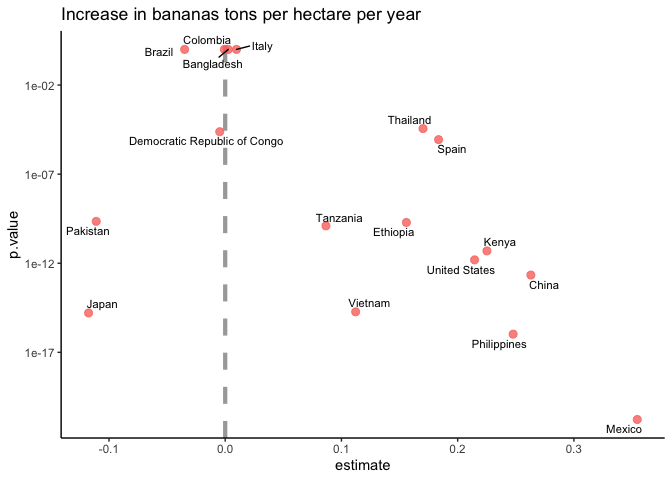 Increase in bananas tons per hectare per year
Colombia
Brazil
Italy
Bangladesh
1e-02
Thailand
Democratic Republic of Congo
Spain
1e-07
p.value
Tanzania
Pakistan
Ethiopia
Kenya
1e-12
United States
China
Japan
Vietnam
Philippines
1e-17
Mexico
-0.1
0.0
0.1
0.2
0.3
estimate